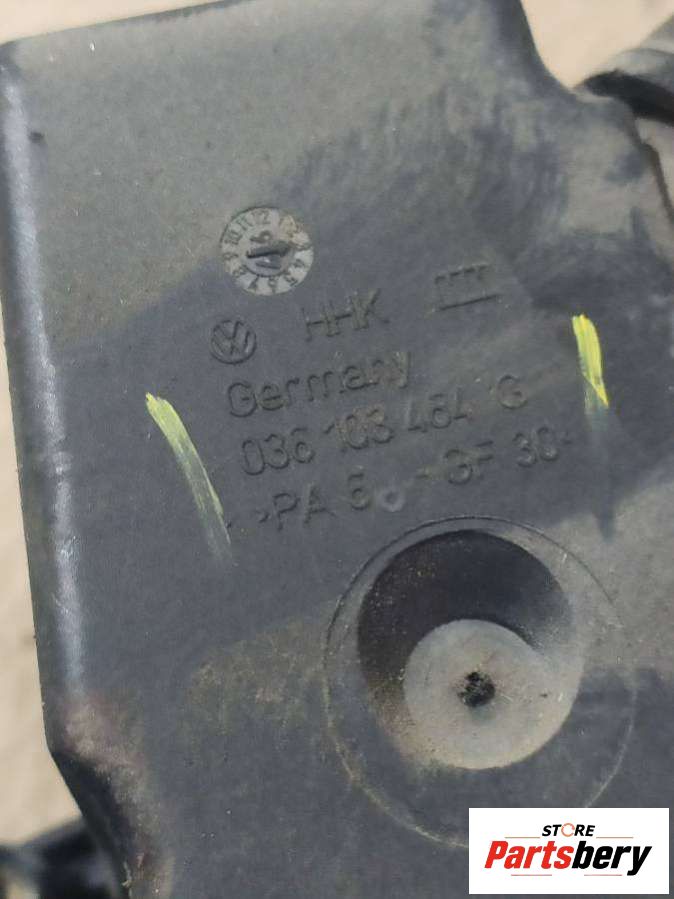 HHK
Germany
036 103 464 G
>PA 6 - GF 30<
STORE
Partsbery